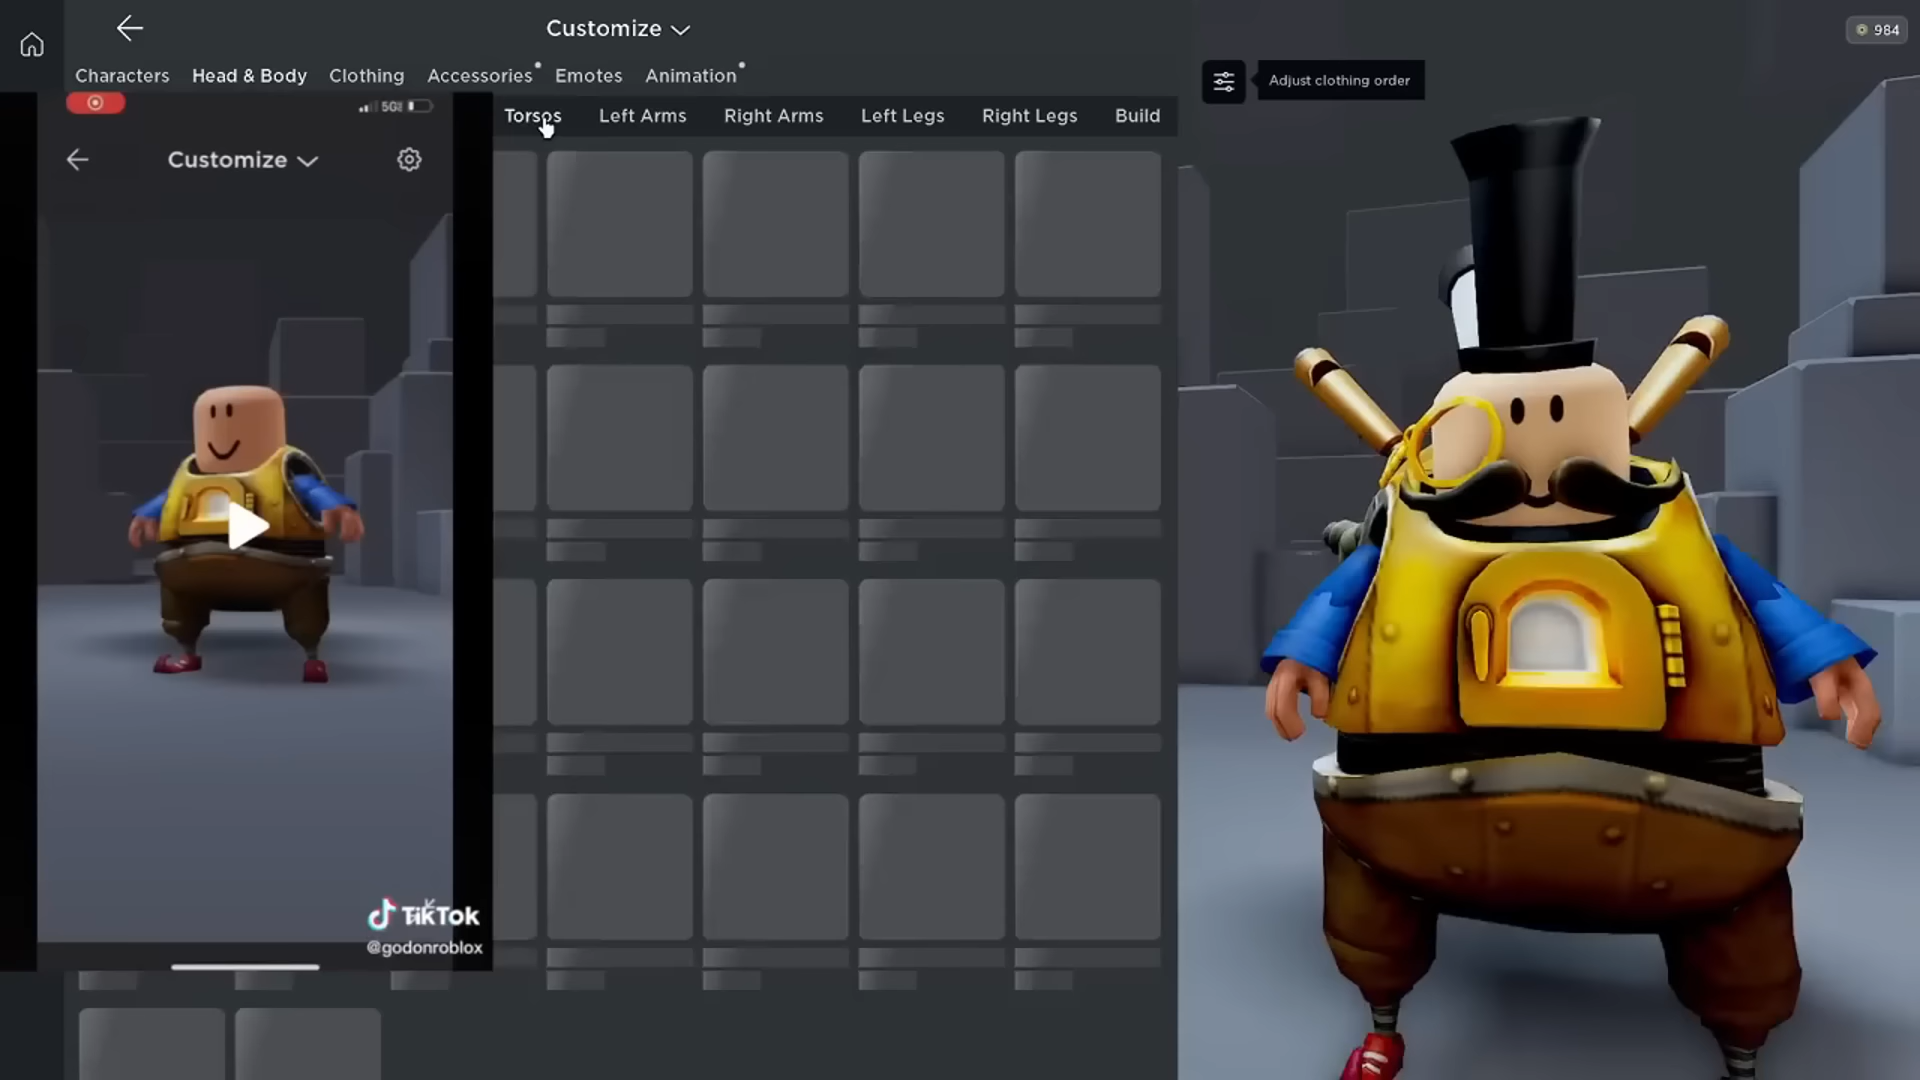 Customize
984
Characters Head & Body Clothing Accessories Emotes Animation
Adjust clothing order
5G
Torsos Left Arms Right Arms Left Legs Right Legs Build
Customize
TikTok
@godonroblox